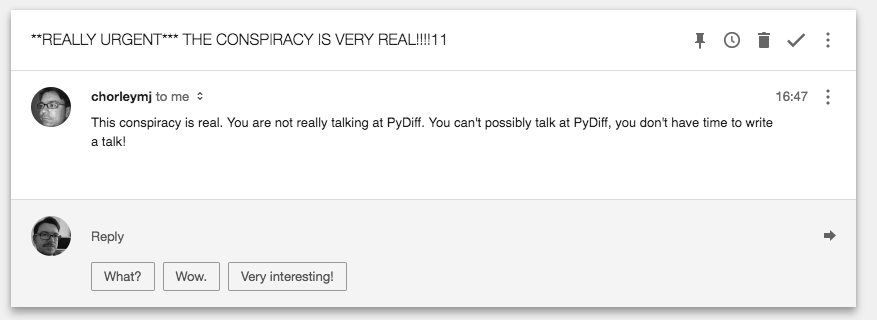 **REALLY URGENT*** THE CONSPIRACY IS VERY REAL!!!!11
chorleymj to me 16:47
This conspiracy is real. You are not really talking at PyDiff. You can't possibly talk at PyDiff, you don't have time to write
a talk!
Reply
What? Wow. Very interesting!